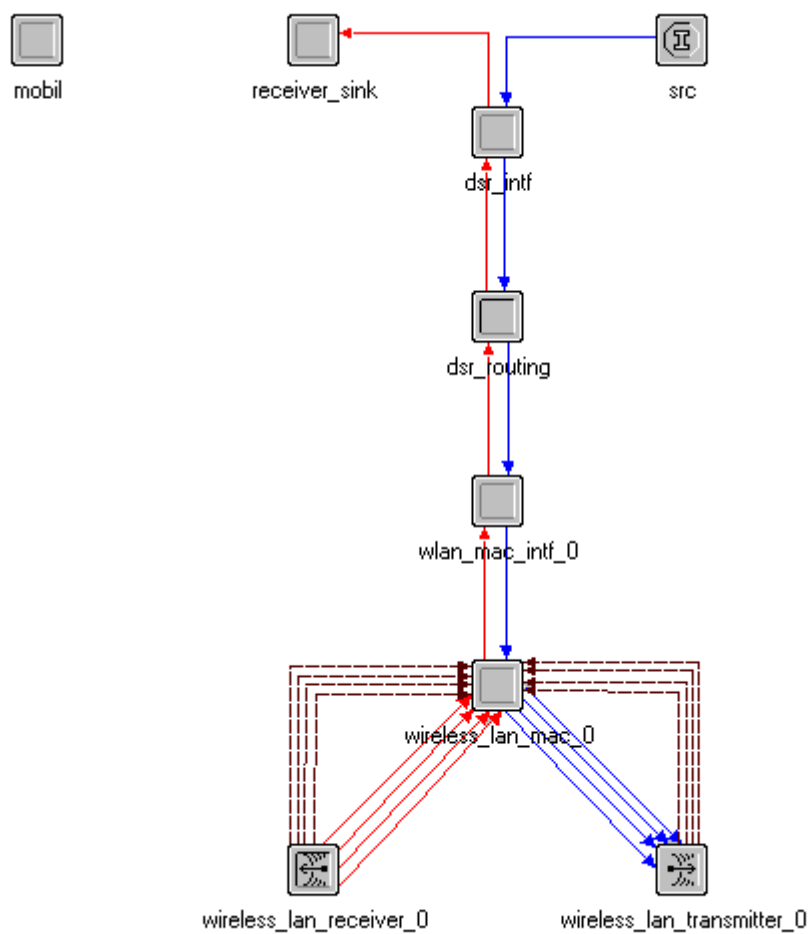 mobil
receiver_sink
src
dsr_intf
dsr_routing
wlan_mac_intf_0
wireless_lan_mac_0
wireless_lan_receiver_0
wireless_lan_transmitter_0